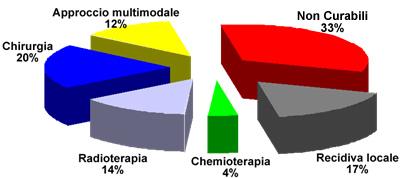 Approccio multimodale
12%
Non Curabili
33%
Chirurgia
20%
Radioterapia
14%
Chemioterapia
4%
Recidiva locale
17%